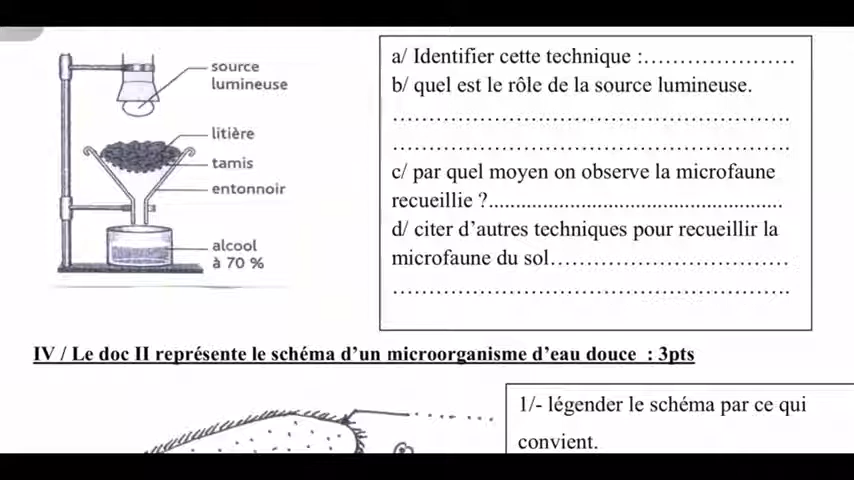 source
lumineuse
litière
tamis
entonnoir
alcool
à 70 %
a/ Identifier cette technique :.....................
b/ quel est le rôle de la source lumineuse.
......................................................
......................................................
c/ par quel moyen on observe la microfaune
recueillie ?......................................................
d/ citer d’autres techniques pour recueillir la
microfaune du sol.................................
......................................................
IV / Le doc II représente le schéma d’un microorganisme d’eau douce : 3pts
1/- légender le schéma par ce qui
convient.